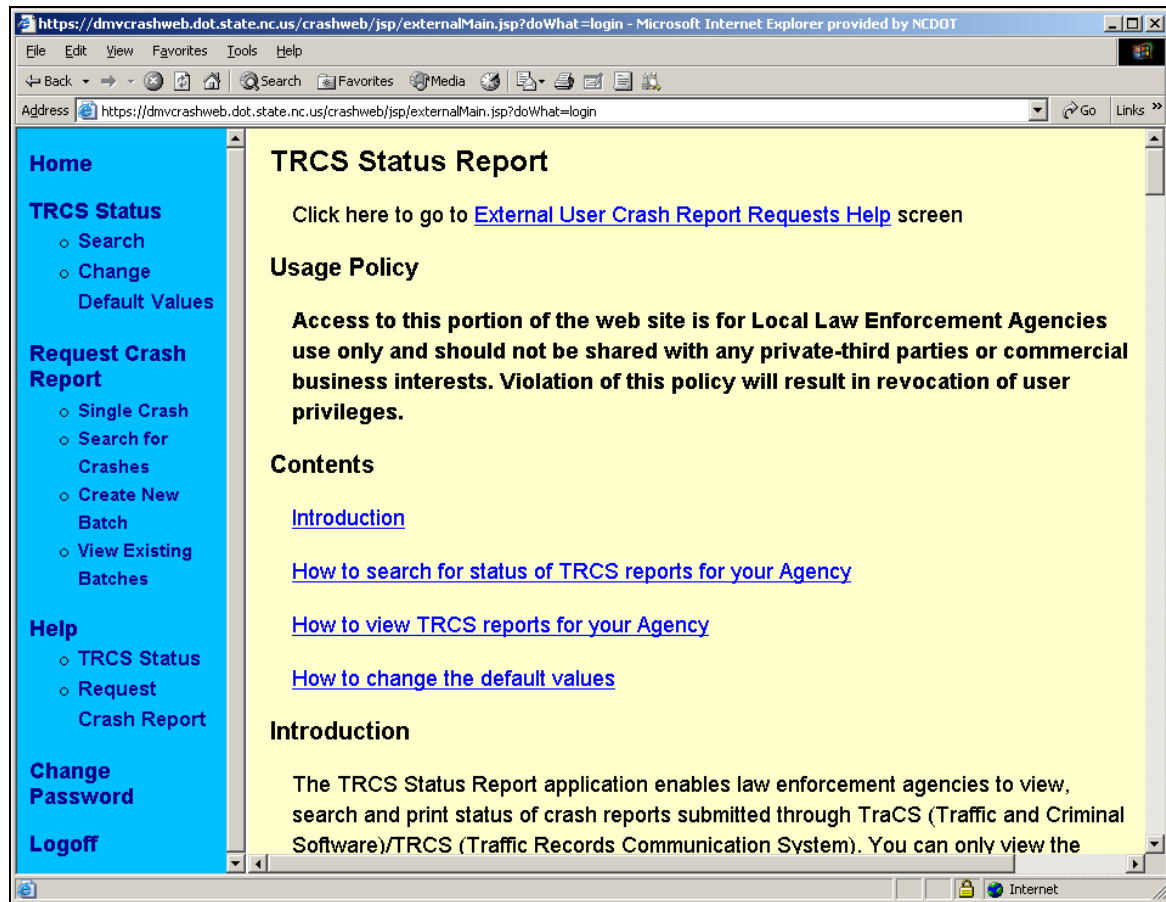 https://dmvcrashweb.dot.state.nc.us/crashweb/jsp/externalMain.jsp?doWhat=login - Microsoft Internet Explorer provided by NCDOT
File Edit View Favorites Tools Help
Back Search Favorites Media
Address https://dmvcrashweb.dot.state.nc.us/crashweb/jsp/externalMain.jsp?doWhat=login Go Links »
Home
TRCS Status
Search
Change
Default Values
Request Crash
Report
Single Crash
Search for
Crashes
Create New
Batch
View Existing
Batches
Help
TRCS Status
Request
Crash Report
Change
Password
Logoff
TRCS Status Report
Click here to go to External User Crash Report Requests Help screen
Usage Policy
Access to this portion of the web site is for Local Law Enforcement Agencies
use only and should not be shared with any private-third parties or commercial
business interests. Violation of this policy will result in revocation of user
privileges.
Contents
Introduction
How to search for status of TRCS reports for your Agency
How to view TRCS reports for your Agency
How to change the default values
Introduction
The TRCS Status Report application enables law enforcement agencies to view,
search and print status of crash reports submitted through TraCS (Traffic and Criminal
Software)/TRCS (Traffic Records Communication System). You can only view the
Internet